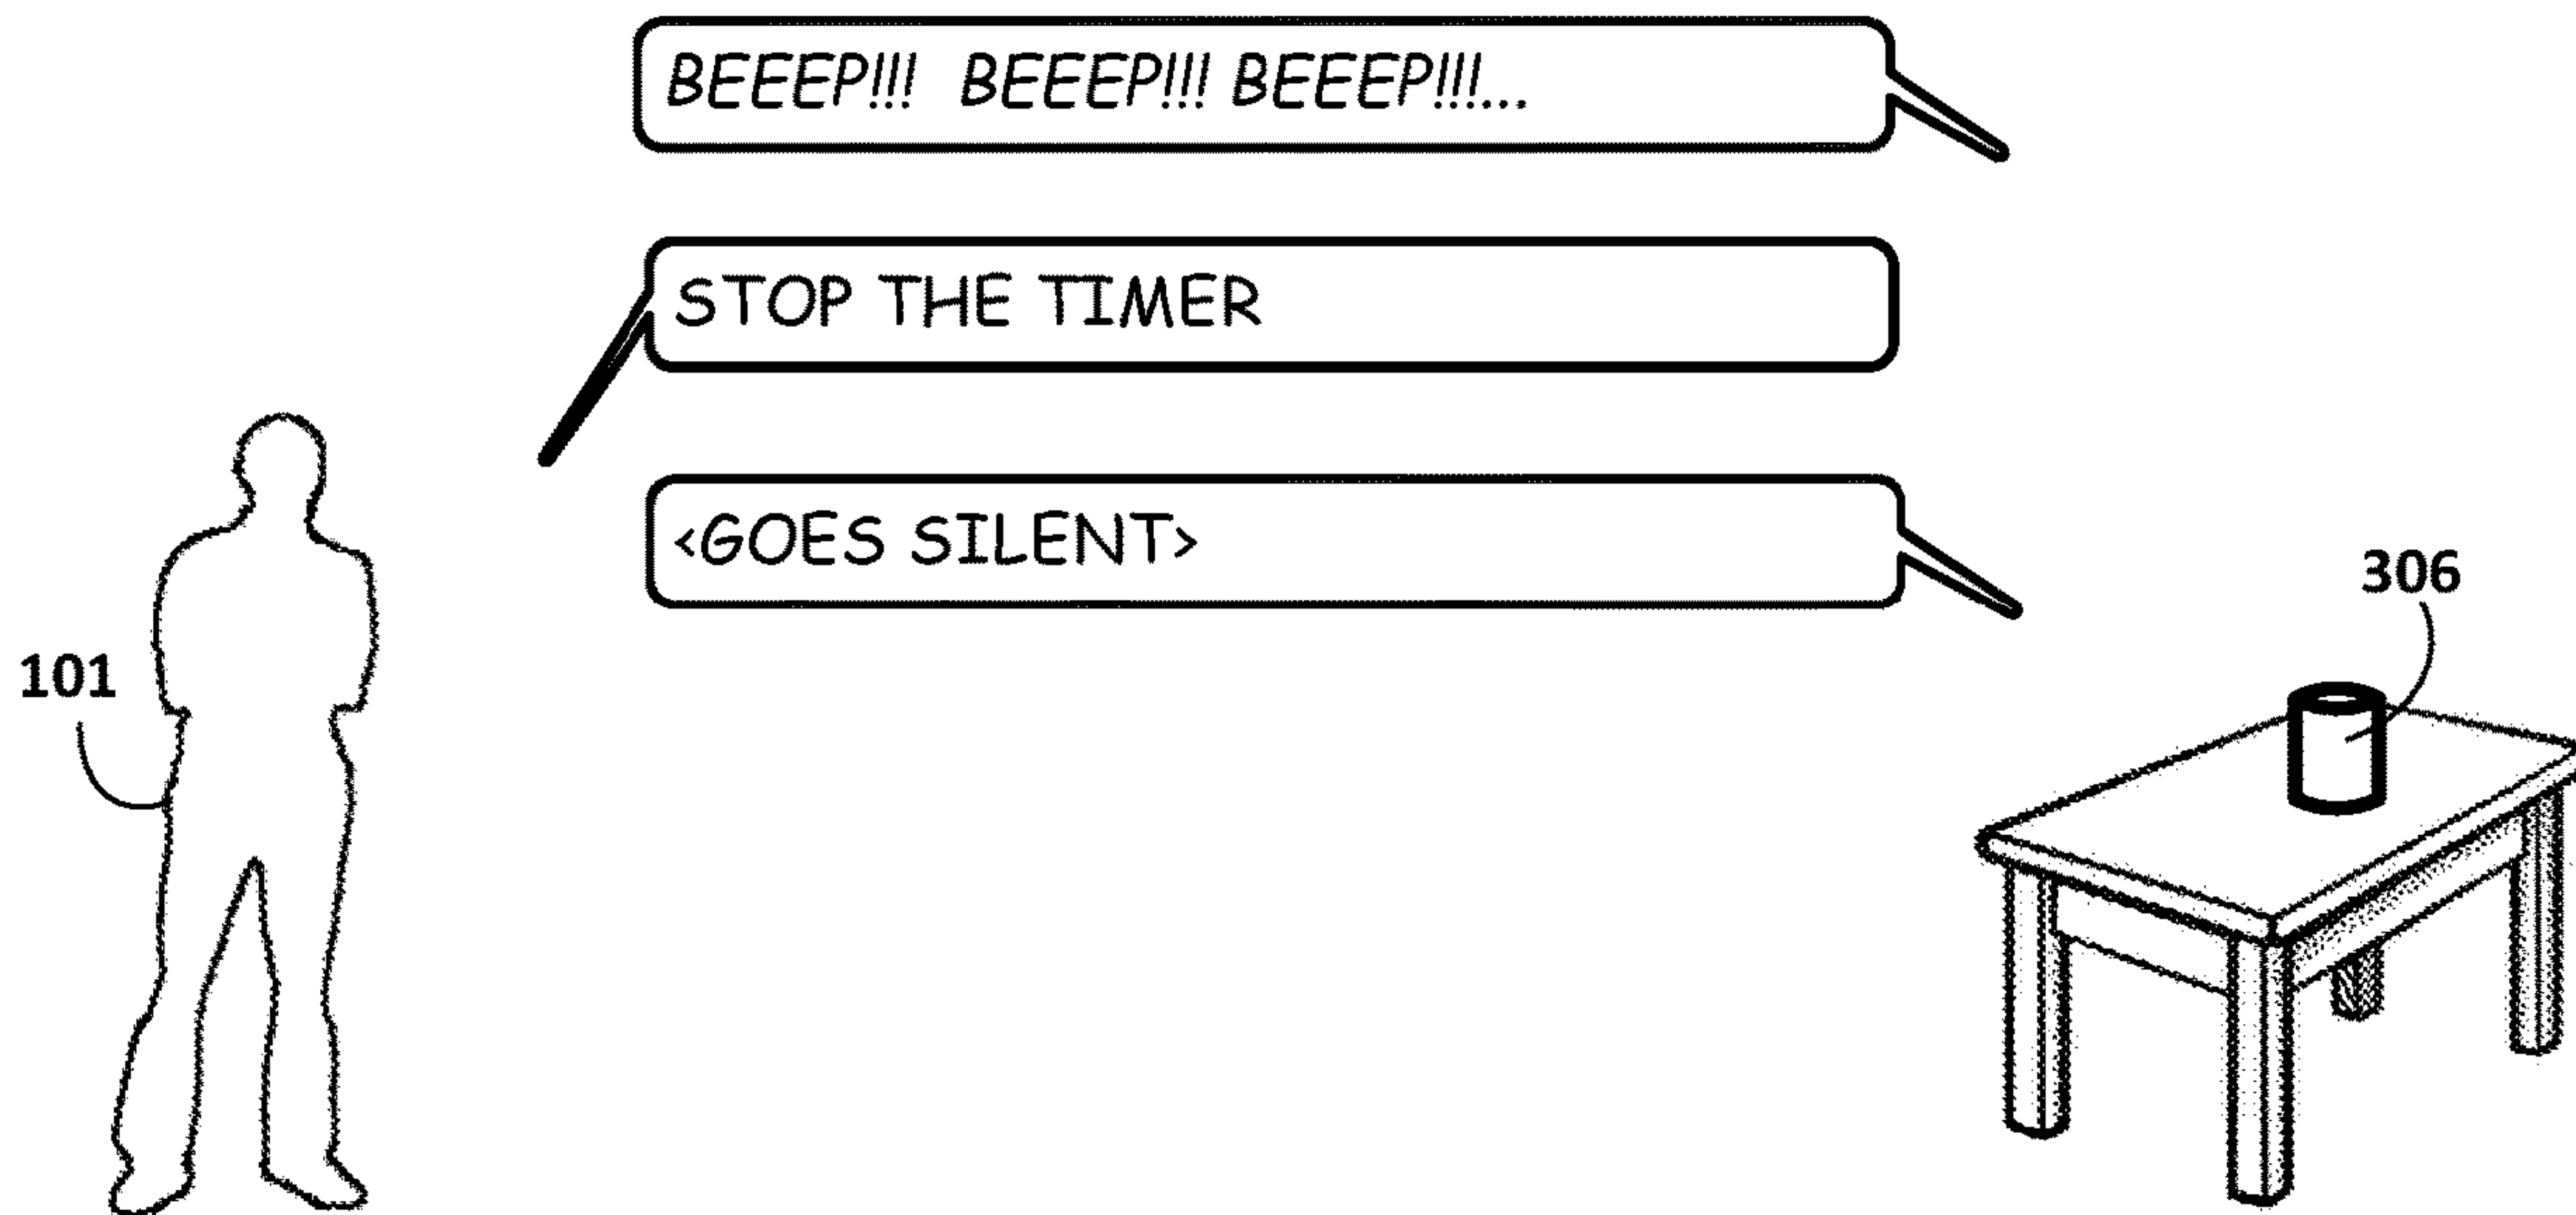 BEEEP!!! BEEEP!!! BEEEP!!!...
STOP THE TIMER
<GOES SILENT>
306
101